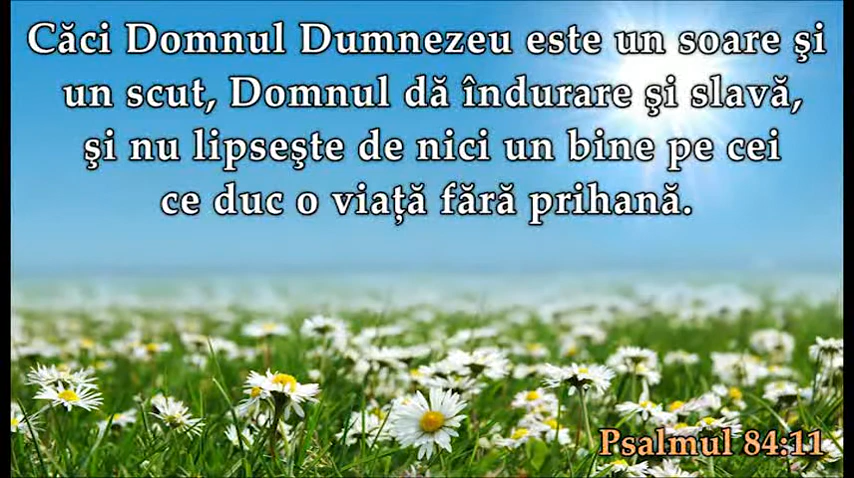 Căci Domnul Dumnezeu este un soare şi
un scut, Domnul dă îndurare şi slavă,
şi nu lipseşte de nici un bine pe cei
ce duc o viață fără prihană.
Psalmul 84:11